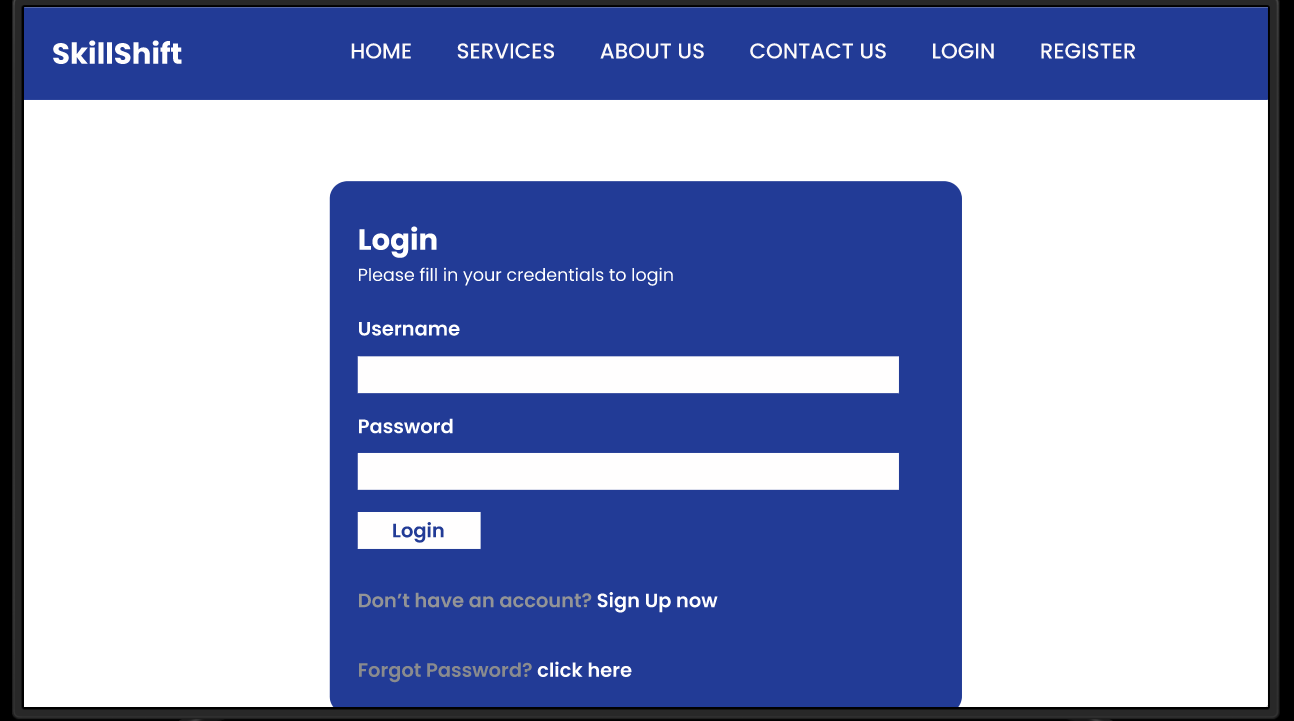 SkillShift HOME SERVICES ABOUT US CONTACT US LOGIN REGISTER
Login
Please fill in your credentials to login
Username
Password
Login
Don’t have an account? Sign Up now
Forgot Password? click here